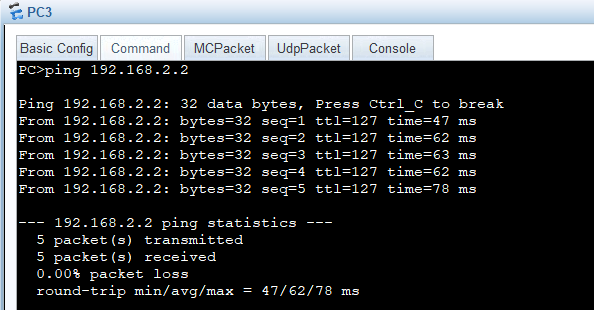 PC3
Basic Config Command MCPacket UdpPacket Console
PC>ping 192.168.2.2
Ping 192.168.2.2: 32 data bytes, Press Ctrl_C to break
From 192.168.2.2: bytes=32 seq=1 ttl=127 time=47 ms
From 192.168.2.2: bytes=32 seq=2 ttl=127 time=62 ms
From 192.168.2.2: bytes=32 seq=3 ttl=127 time=63 ms
From 192.168.2.2: bytes=32 seq=4 ttl=127 time=62 ms
From 192.168.2.2: bytes=32 seq=5 ttl=127 time=78 ms
--- 192.168.2.2 ping statistics ---
5 packet(s) transmitted
5 packet(s) received
0.00% packet loss
round-trip min/avg/max = 47/62/78 ms